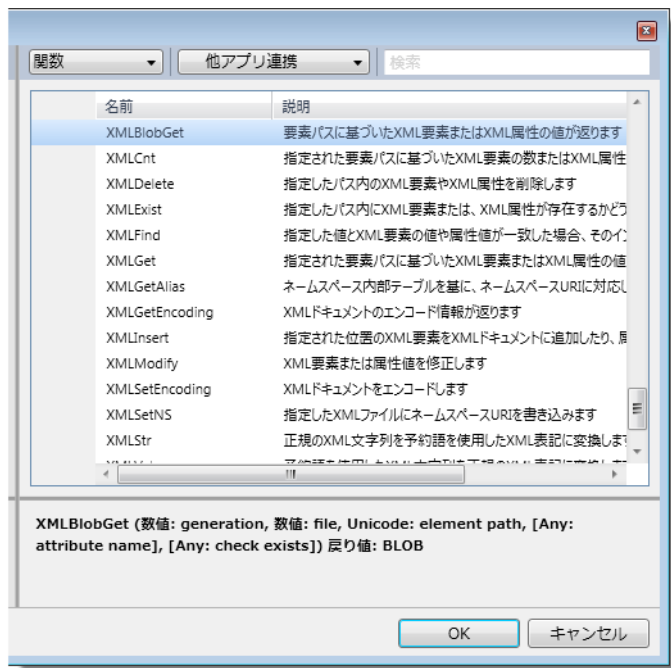 関数 他アプリ連携 検索
名前 説明
XMLBlobGet 要素パスに基づいたXML要素またはXML属性の値が返ります
XMLCnt 指定された要素パスに基づいたXML要素の数またはXML属性
XMLDelete 指定したパス内のXML要素やXML属性を削除します
XMLExist 指定したパス内にXML要素または、XML属性が存在するかどう
XMLFind 指定した値とXML要素の値や属性値が一致した場合、そのイン
XMLGet 指定された要素パスに基づいたXML要素またはXML属性の値
XMLGetAlias ネームスペース内部テーブルを基に、ネームスペースURIに対応し
XMLGetEncoding XMLドキュメントのエンコード情報が返ります
XMLInsert 指定された位置のXML要素をXMLドキュメントに追加したり、属
XMLModify XML要素または属性値を修正します
XMLSetEncoding XMLドキュメントをエンコードします
XMLSetNS 指定したXMLファイルにネームスペースURIを書き込みます
XMLStr 正規のXML文字列を予約語を使用したXML表記に変換します
XMLBlobGet (数値: generation, 数値: file, Unicode: element path, [Any:
attribute name], [Any: check exists]) 戻り値: BLOB
OK キャンセル